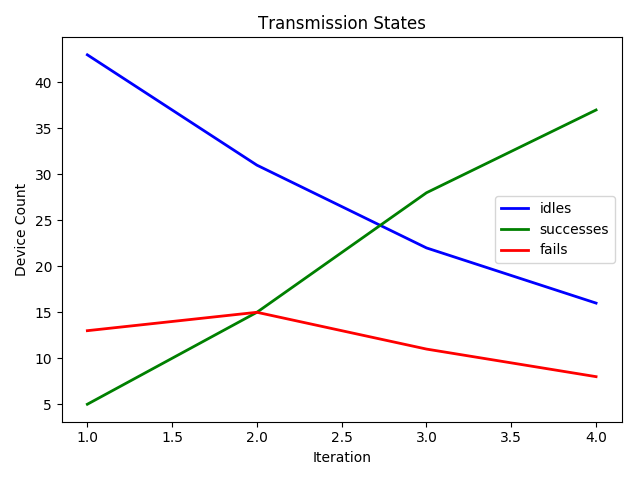 Transmission States
Device Count
40
35
30
25
20
15
10
5
idles
successes
fails
1.0 1.5 2.0 2.5 3.0 3.5 4.0
Iteration